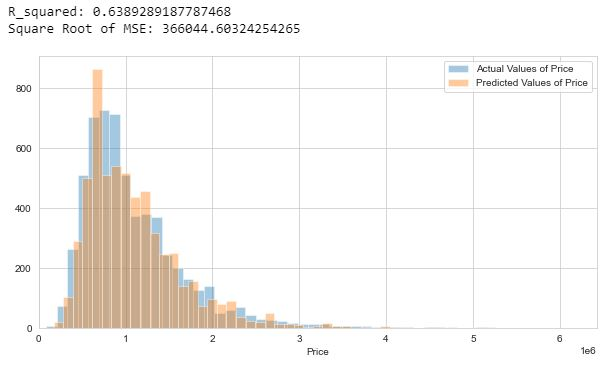 R_squared: 0.6389289187787468
Square Root of MSE: 366044.60324254265
Actual Values of Price
Predicted Values of Price
800
600
400
200
0
0 1 2 3 4 5 6
1e6
Price